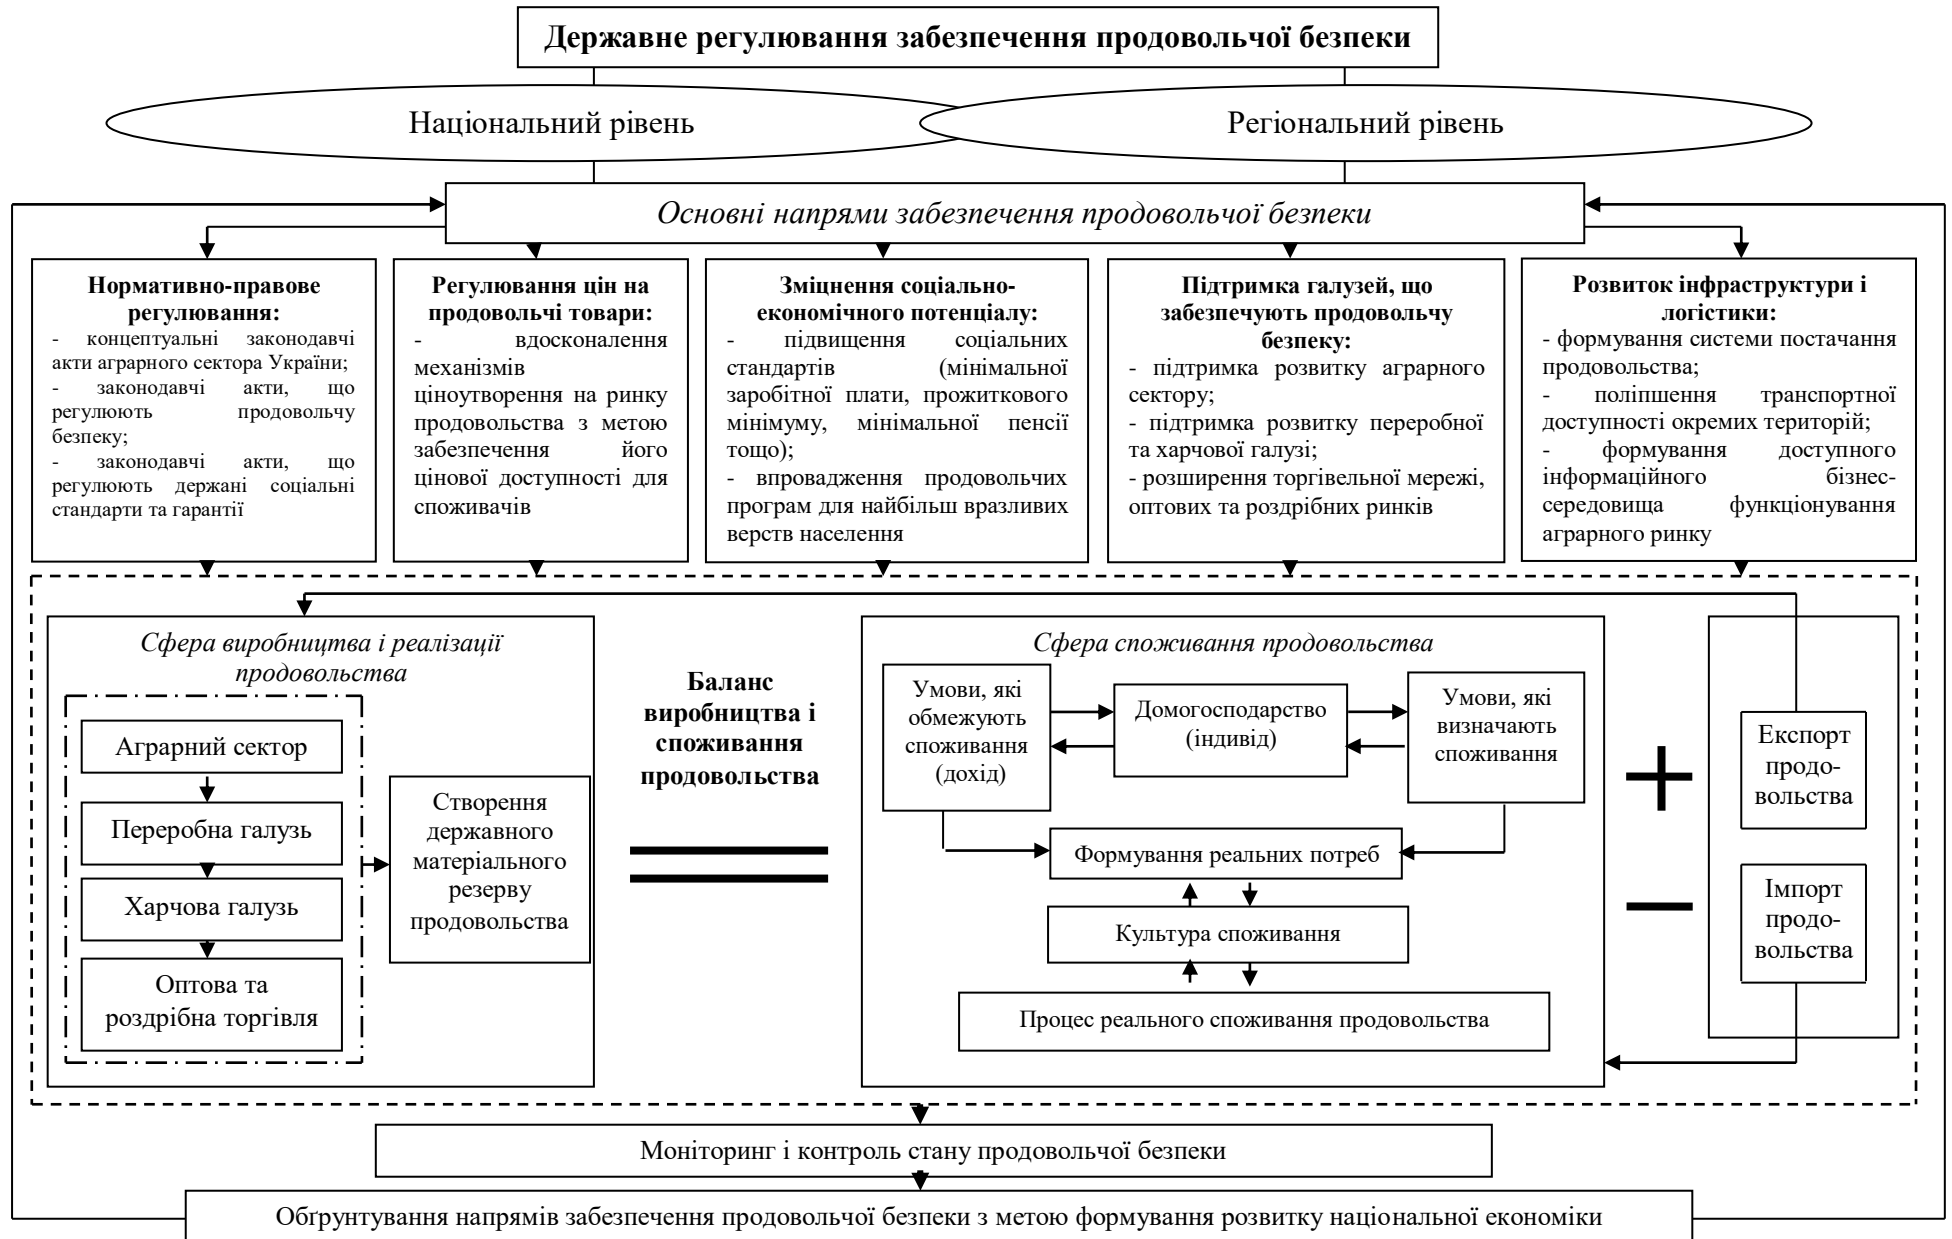 Державне регулювання забезпечення продовольчої безпеки
Національний рівень
Регіональний рівень
Основні напрями забезпечення продовольчої безпеки
Нормативно-правове
регулювання:
- концептуальні законодавчі
акти аграрного сектора України;
- законодавчі акти, що
регулюють продовольчу
безпеку;
- законодавчі акти, що
регулюють держані соціальні
стандарти та гарантії
Регулювання цін на
продовольчі товари:
- вдосконалення
механізмів
ціноутворення на ринку
продовольства з метою
забезпечення його
цінової доступності для
споживачів
Зміцнення соціально-
економічного потенціалу:
- підвищення соціальних
стандартів (мінімальної
заробітної плати, прожиткового
мінімуму, мінімальної пенсії
тощо);
- впровадження продовольчих
програм для найбільш вразливих
верств населення
Підтримка галузей, що
забезпечують продовольчу
безпеку:
- підтримка розвитку аграрного
сектору;
- підтримка розвитку переробної
та харчової галузі;
- розширення торгівельної мережі,
оптових та роздрібних ринків
Розвиток інфраструктури і
логістики:
- формування системи постачання
продовольства;
- поліпшення транспортної
доступності окремих територій;
- формування доступного
інформаційного бізнес-
середовища функціонування
аграрного ринку
Сфера виробництва і реалізації
продовольства
Аграрний сектор
Переробна галузь
Харчова галузь
Оптова та
роздрібна торгівля
Створення
державного
матеріального
резерву
продовольства
Баланс
виробництва і
споживання
продовольства
Сфера споживання продовольства
Умови, які
обмежують
споживання
(дохід)
Домогосподарство
(індивід)
Умови, які
визначають
споживання
Формування реальних потреб
Культура споживання
Процес реального споживання продовольства
Експорт
продо-
вольства
Імпорт
продо-
вольства
Моніторинг і контроль стану продовольчої безпеки
Обґрунтування напрямів забезпечення продовольчої безпеки з метою формування розвитку національної економіки